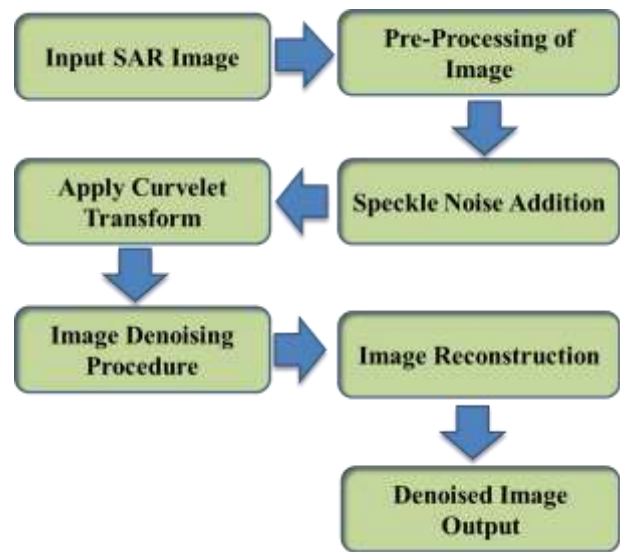 Input SAR Image
Pre-Processing of
Image
Speckle Noise Addition
Apply Curvelet
Transform
Image Denoising
Procedure
Image Reconstruction
Denoised Image
Output